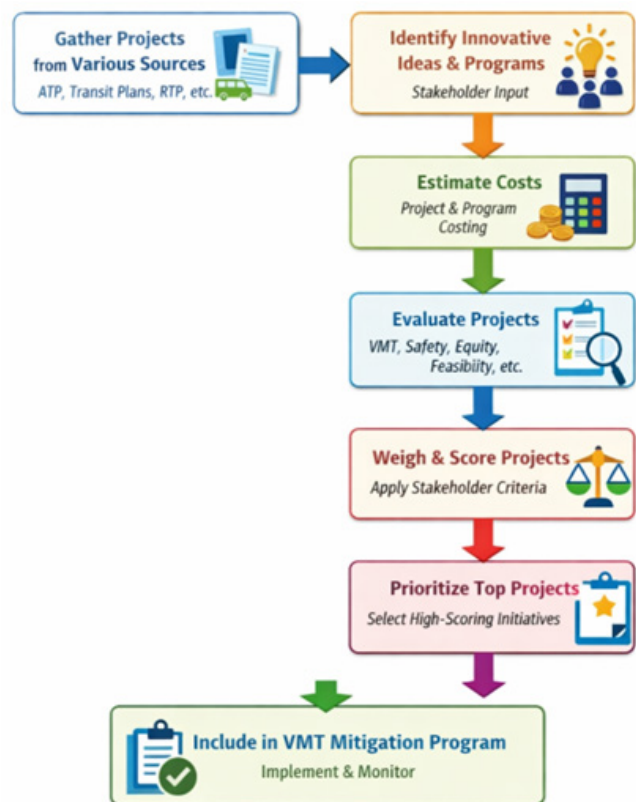 Gather Projects
from Various Sources
ATP, Transit Plans, RTP, etc.
Identify Innovative
Ideas & Programs
Stakeholder Input
Estimate Costs
Project & Program
Costing
Evaluate Projects
VMT, Safety, Equity,
Feasibiity, etc.
Weigh & Score Projects
Apply Stakeholder Criteria
Prioritize Top Projects
Select High-Scoring Initiatives
Include in VMT Mitigation Program
Implement & Monitor